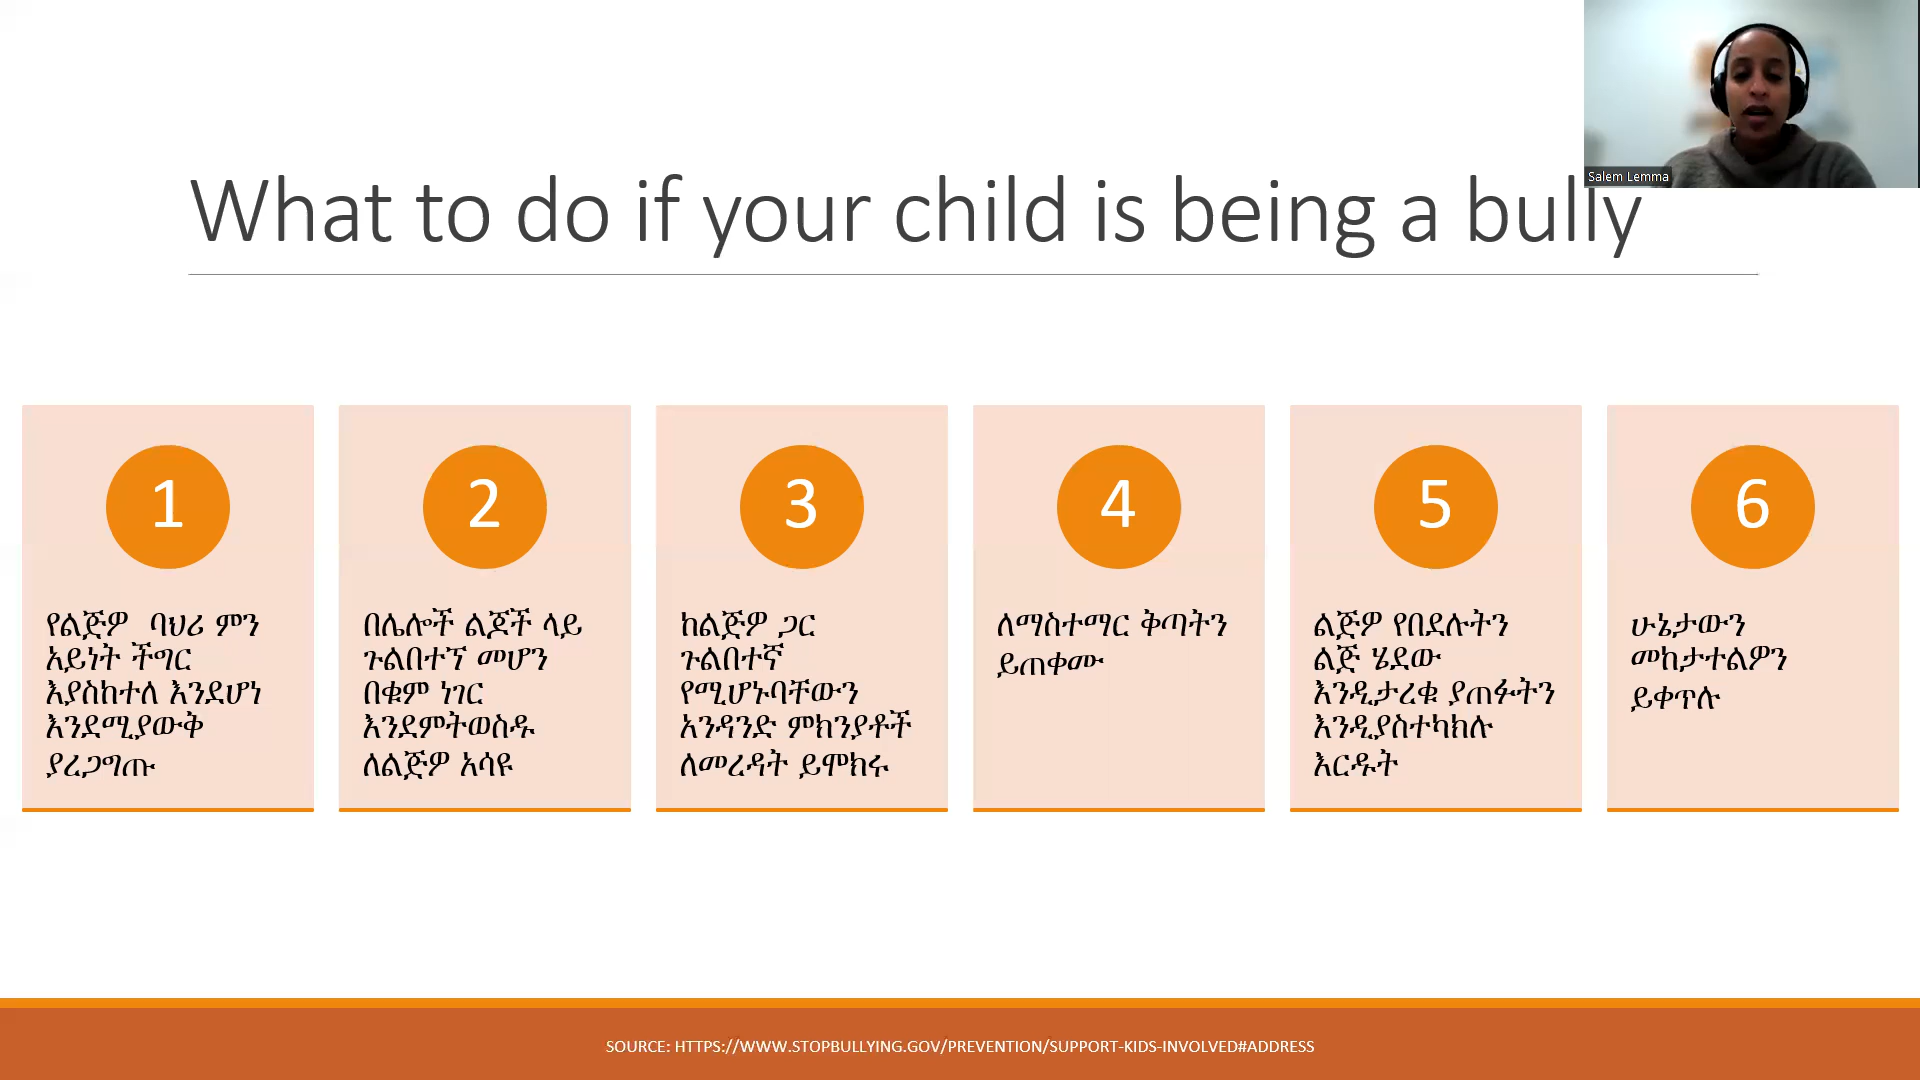 Salem Lemma
What to do if your child is being a bully
1
የልጅዎ ባህሪ ምን
አይነት ችግር
እያስከተለ እንደሆነ
እንደሚያውቅ
ያረጋግጡ
2
በሌሎች ልጆች ላይ
ጉልበተኘ መሆን
በቁም ነገር
እንደምትወስዱ
ለልጅዎ አሳዩ
3
ከልጅዎ ጋር
ጉልበተኛ
የሚሆኑባቸውን
አንዳንድ ምክንያቶች
ለመረዳት ይሞክሩ
4
ለማስተማር ቅጣትን
ይጠቀሙ
5
ልጅዎ የበደሉትን
ልጅ ሄደው
እንዲታረቁ ያጠፉትን
እንዲያስተካክሉ
እርዱት
6
ሁኔታውን
መከታተልዎን
ይቀጥሉ
SOURCE: HTTPS://WWW.STOPBULLYING.GOV/PREVENTION/SUPPORT-KIDS-INVOLVED#ADDRESS